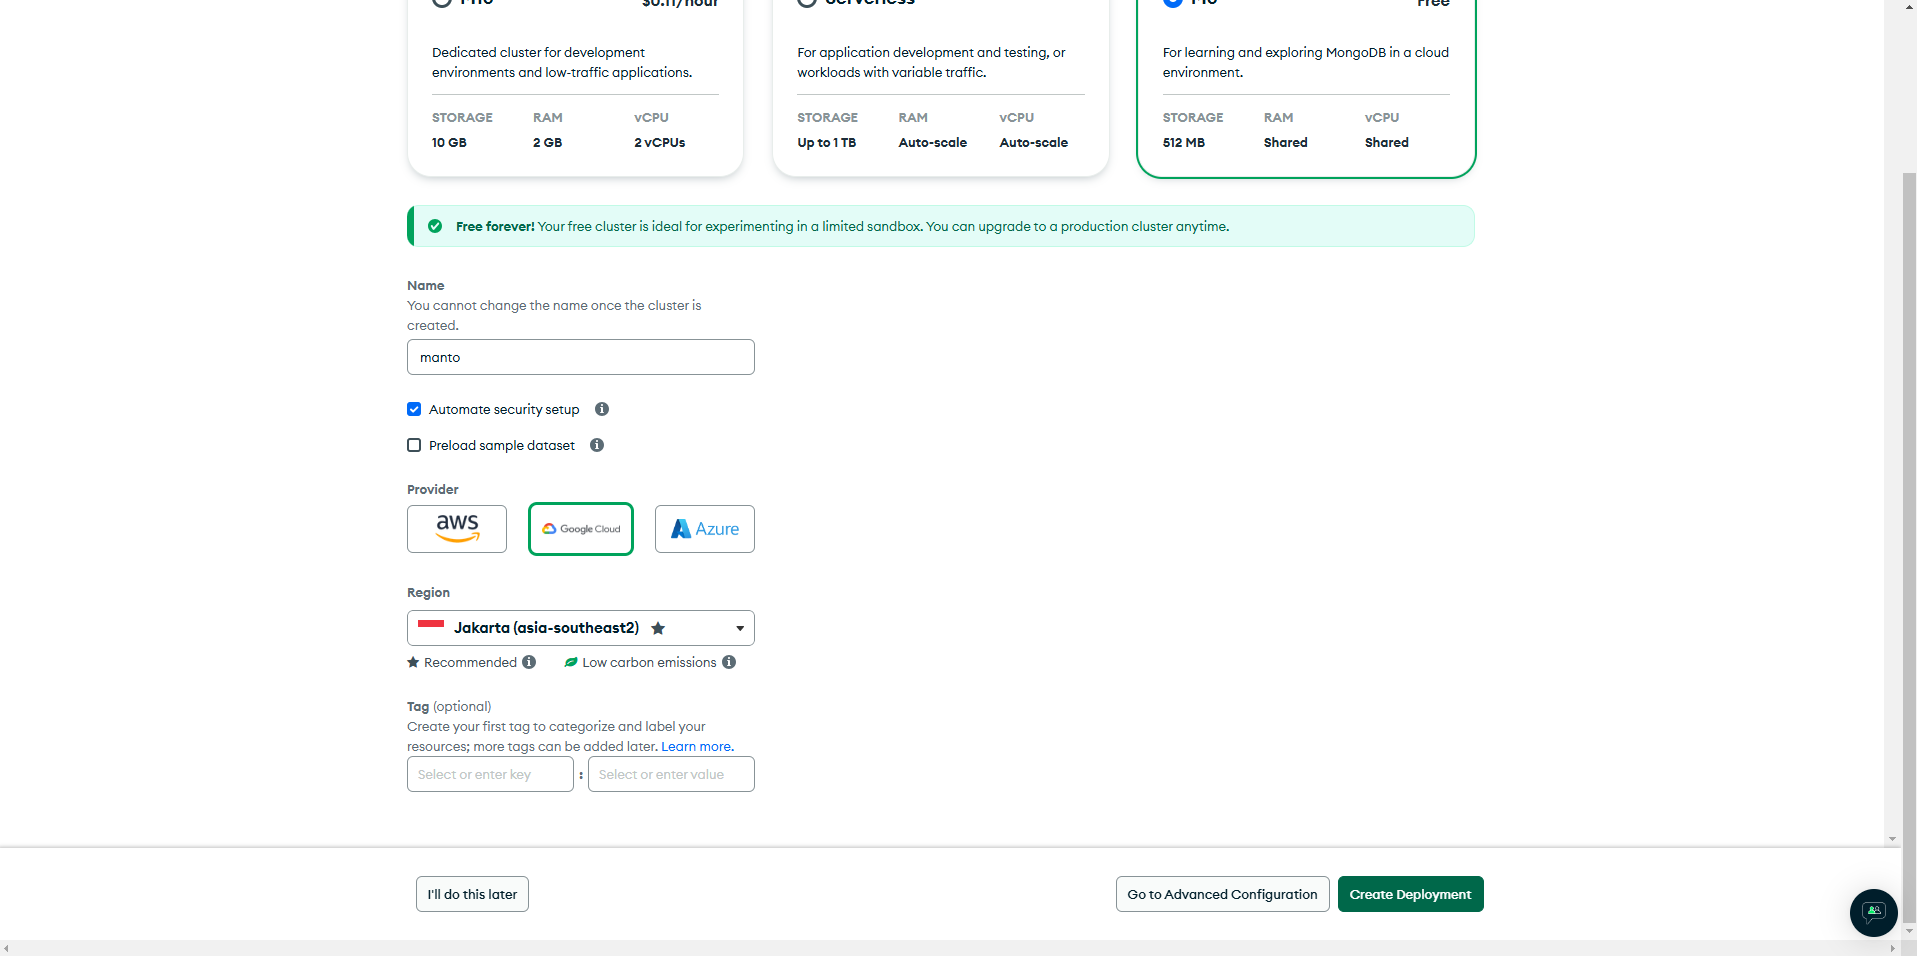 $0.11/hour
Serverless
M0
Free
Dedicated cluster for development
environments and low-traffic applications.
STORAGE RAM vCPU
10 GB 2 GB 2 vCPUs
For application development and testing, or
workloads with variable traffic.
STORAGE RAM vCPU
Up to 1 TB Auto-scale Auto-scale
For learning and exploring MongoDB in a cloud
environment.
STORAGE RAM vCPU
512 MB Shared Shared
Free forever! Your free cluster is ideal for experimenting in a limited sandbox. You can upgrade to a production cluster anytime.
Name
You cannot change the name once the cluster is
created.
manto
Automate security setup
Preload sample dataset
Provider
aws
Google Cloud
Azure
Region
Jakarta (asia-southeast2)
Recommended Low carbon emissions
Tag (optional)
Create your first tag to categorize and label your
resources; more tags can be added later. Learn more.
Select or enter key : Select or enter value
I'll do this later
Go to Advanced Configuration
Create Deployment